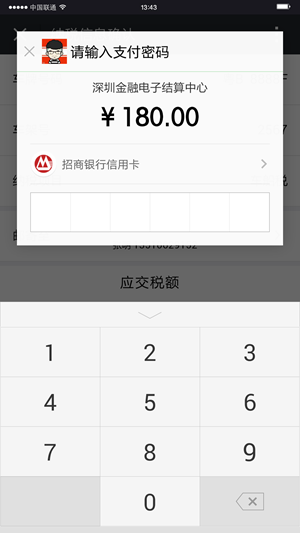 中国联通
13:43
请输入支付密码
深圳金融电子结算中心
¥ 180.00
招商银行信用卡
应交税额
1 2 3
4 5 6
7 8 9
0